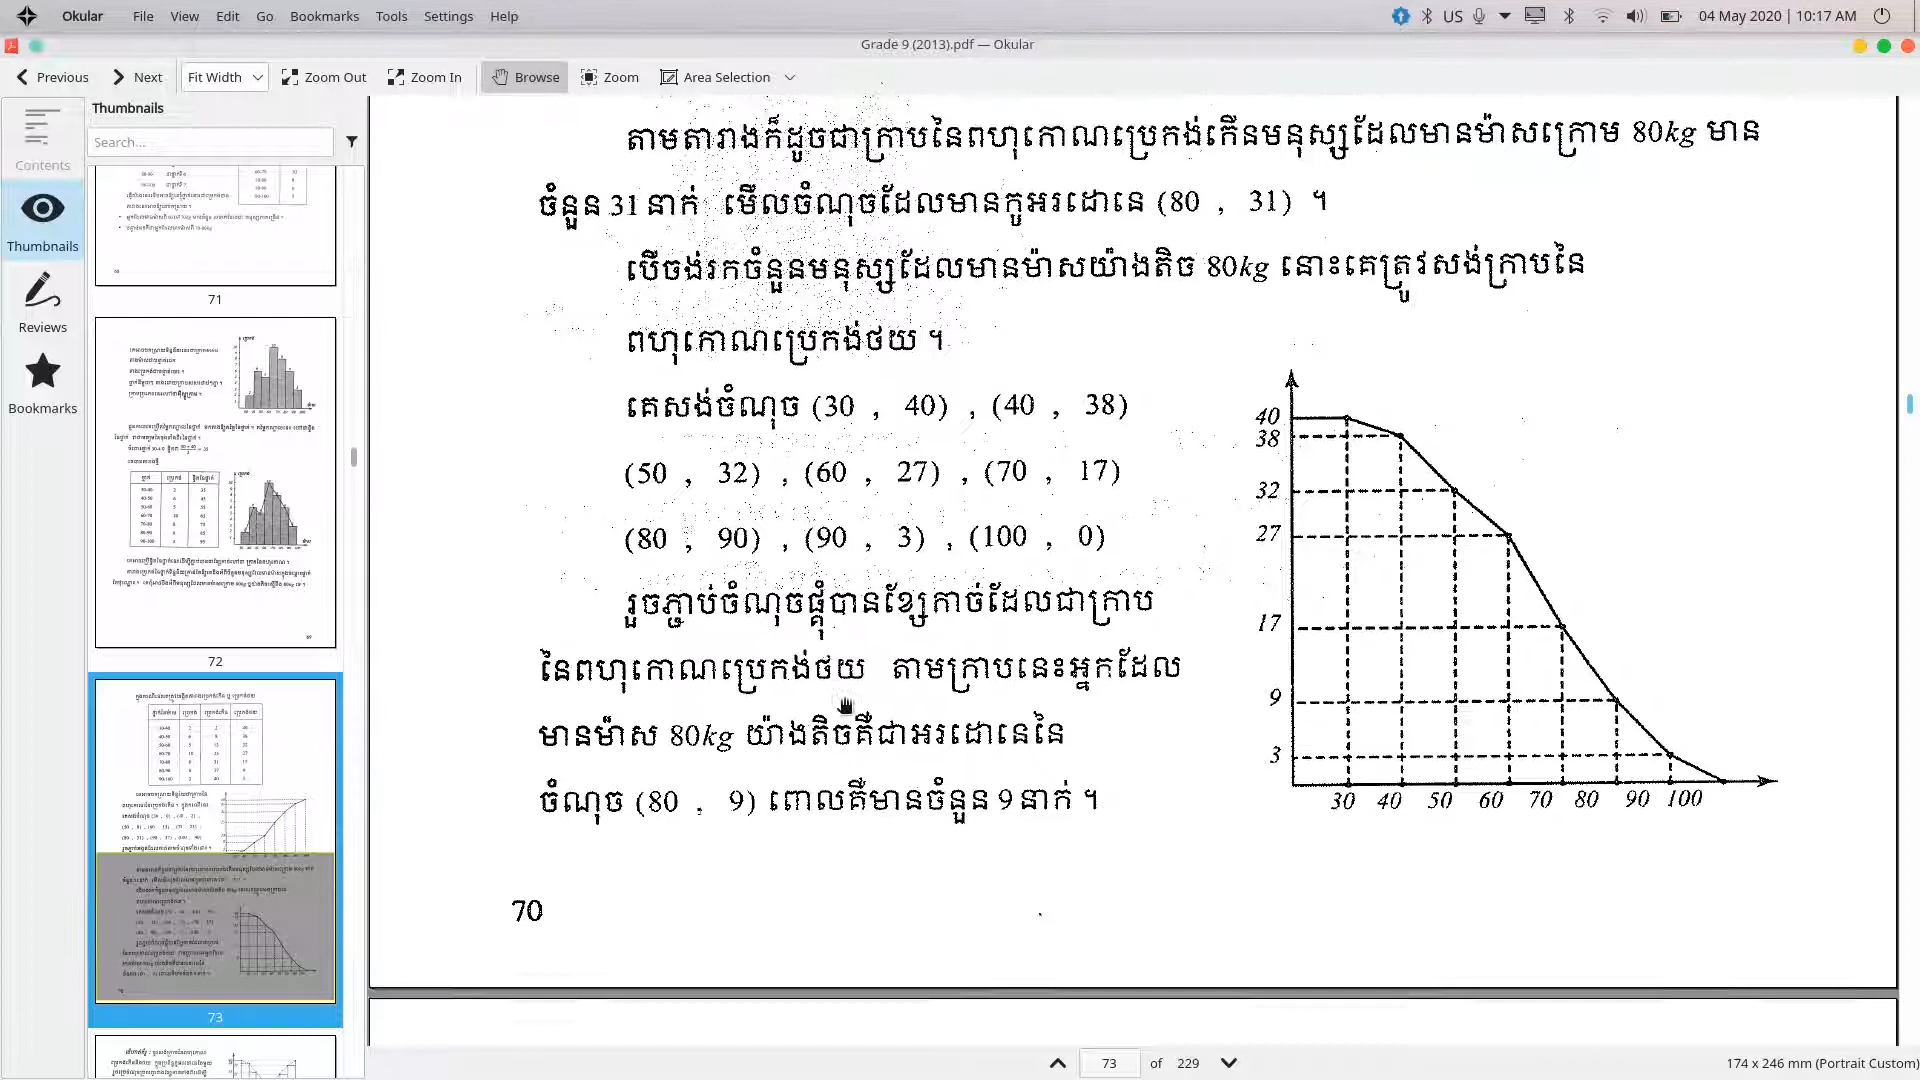 Okular File View Edit Go Bookmarks Tools Settings Help US 04 May 2020 | 10:17 AM
Grade 9 (2013).pdf — Okular
Previous Next Fit Width Zoom Out Zoom In Browse Zoom Area Selection
Contents
Thumbnails
Reviews
Bookmarks
Thumbnails
Search...
71
72
73
តាមតារាងក៏ដូចជាក្រាបនៃពហុកោណប្រេកង់កើនមនុស្សដែលមានម៉ាសក្រោម 80kg មាន
ចំនួន 31 នាក់ មើលចំណុចដែលមានកូអរដោនេ (80 , 31) ។
បើចង់រកចំនួនមនុស្សដែលមានម៉ាសយ៉ាងតិច 80kg នោះគេត្រូវសង់ក្រាបនៃ
ពហុកោណប្រេកង់ថយ ។
គេសង់ចំណុច (30 , 40) , (40 , 38)
(50 , 32) , (60 , 27) , (70 , 17)
(80 , 90) , (90 , 3) , (100 , 0)
រួចភ្ជាប់ចំណុចផ្គុំបានខ្សែកាច់ដែលជាក្រាប
នៃពហុកោណប្រេកង់ថយ តាមក្រាបនេះអ្នកដែល
មានម៉ាស 80kg យ៉ាងតិចគឺជាអរដោនេនៃ
ចំណុច (80 , 9) ពោលគឺមានចំនួន 9 នាក់ ។
40
38
32
27
17
9
3
30 40 50 60 70 80 90 100
70
73 of 229
174 x 246 mm (Portrait Custom)